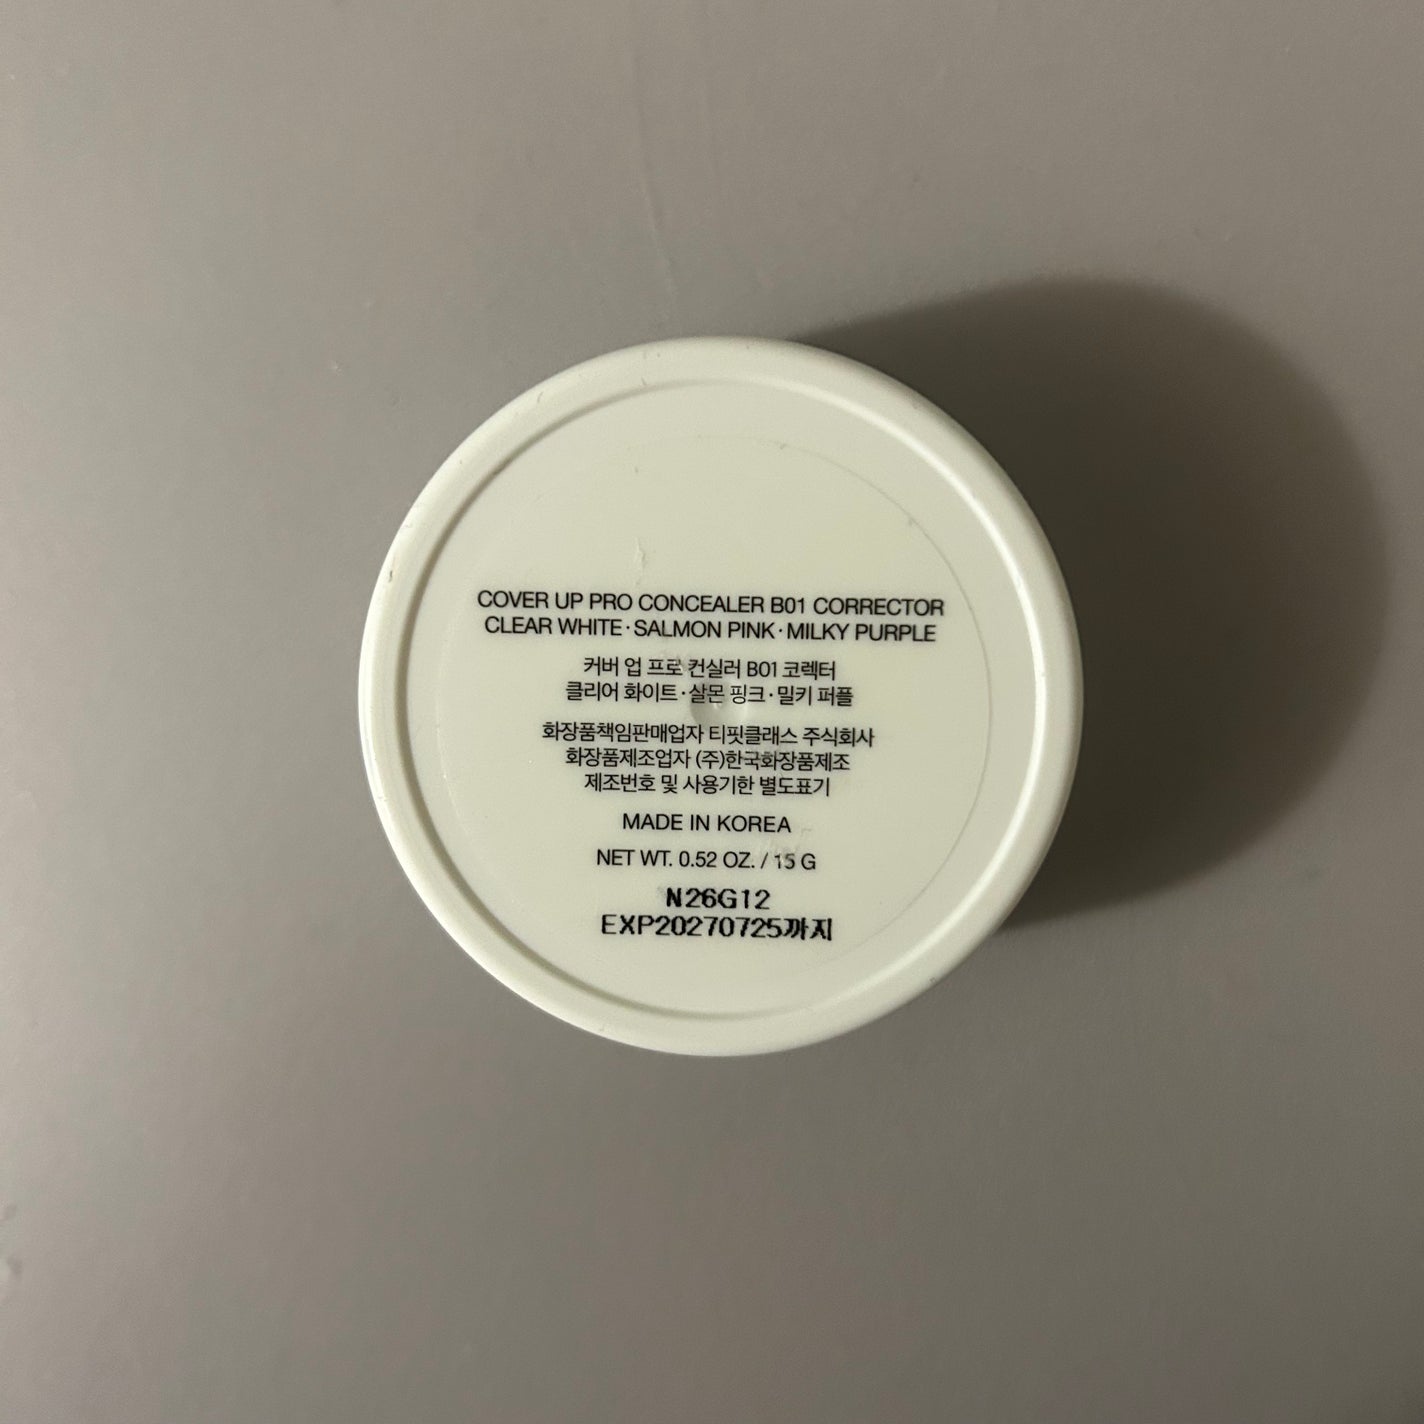 COVER UP PRO CONCEALER B01 CORRECTOR
CLEAR WHITE · SALMON PINK · MILKY PURPLE
커버 업 프로 컨실러 B01 코렉터
클리어 화이트 · 살몬 핑크 · 밀키 퍼플
화장품책임판매업자 티핏클래스 주식회사
화장품제조업자 (주)한국화장품제조
제조번호 및 사용기한 별도표기
MADE IN KOREA
NET WT. 0.52 OZ. / 15 G
N26G12
EXP20270725까지